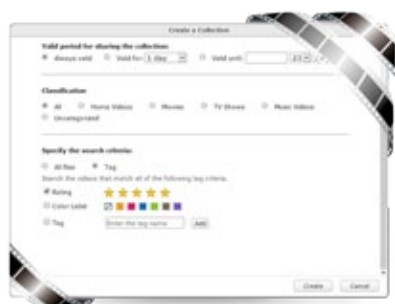 Create a Collection
Valid period for sharing the collection:
Always valid Valid for: 1 day Valid until: 23
Classification
All Home Videos Movies TV Shows Music Videos
Uncategorized
Specify the search criteria:
All files Tag
Search the videos that match all of the following tag criteria.
Rating
Color Label
Tag Enter the tag name Add
Create Cancel